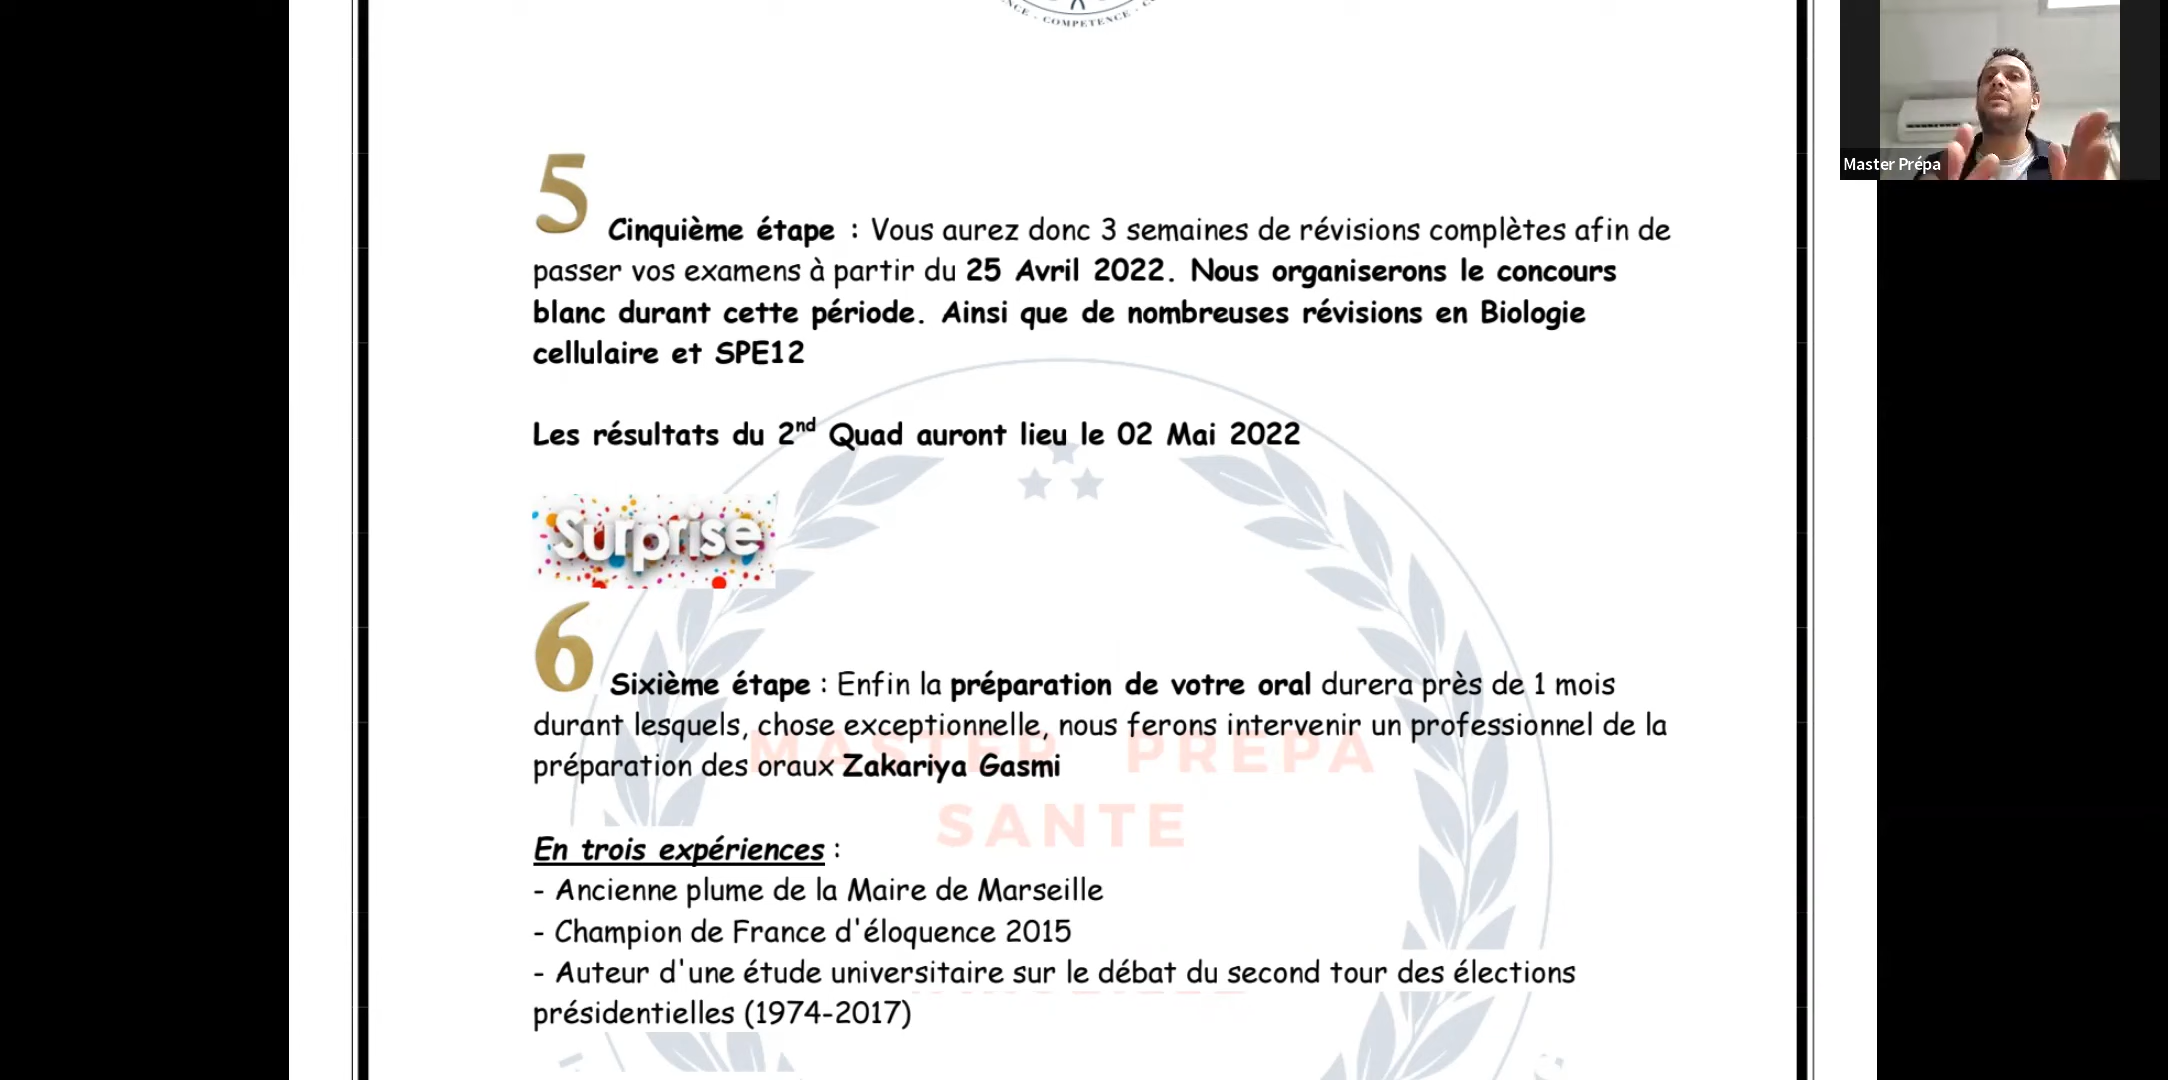 COMPETENCE
Master Prépa
5
Cinquième étape : Vous aurez donc 3 semaines de révisions complètes afin de
passer vos examens à partir du 25 Avril 2022. Nous organiserons le concours
blanc durant cette période. Ainsi que de nombreuses révisions en Biologie
cellulaire et SPE12
Les résultats du 2nd Quad auront lieu le 02 Mai 2022
Surprise
6
Sixième étape : Enfin la préparation de votre oral durera près de 1 mois
durant lesquels, chose exceptionnelle, nous ferons intervenir un professionnel de la
préparation des oraux Zakariya Gasmi
MASTER PREPA
SANTE
En trois expériences :
- Ancienne plume de la Maire de Marseille
- Champion de France d'éloquence 2015
- Auteur d'une étude universitaire sur le débat du second tour des élections
présidentielles (1974-2017)